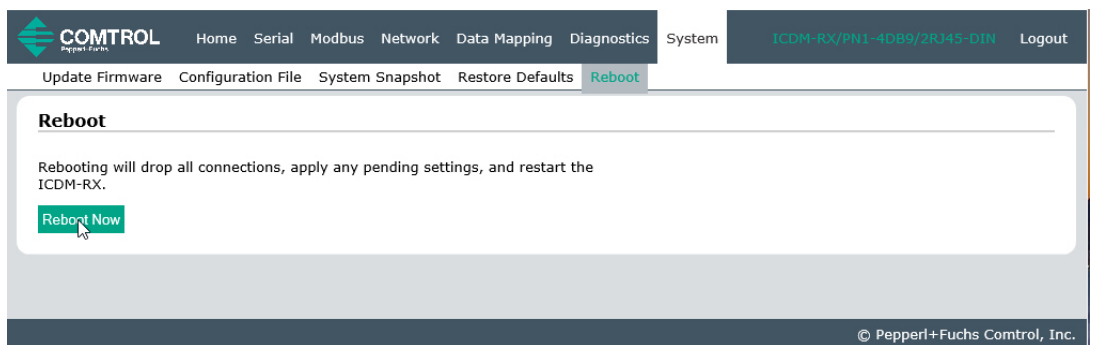 COMTROL
Pepperl-Fuchs
Home Serial Modbus Network Data Mapping Diagnostics System ICDM-RX/PN1-4DB9/2RJ45-DIN Logout
Update Firmware Configuration File System Snapshot Restore Defaults Reboot
Reboot
Rebooting will drop all connections, apply any pending settings, and restart the
ICDM-RX.
Reboot Now
© Pepperl+Fuchs Comtrol, Inc.